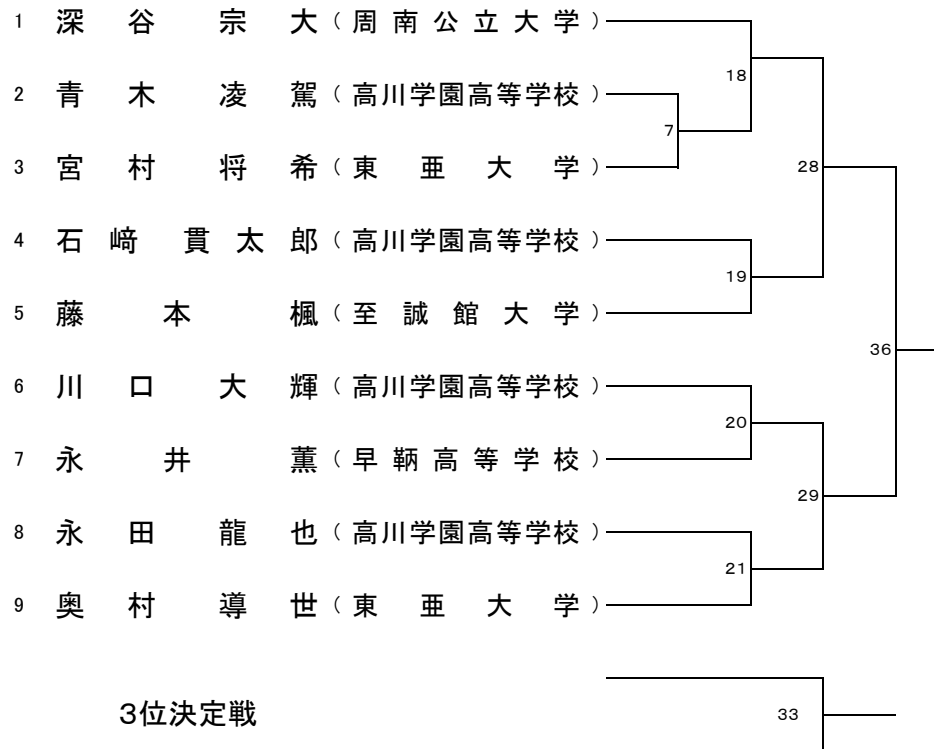 1 深谷宗大（周南公立大学）
18
2 青木凌駕（高川学園高等学校）
7
3 宮村将希（東亜大学）
28
4 石﨑貫太郎（高川学園高等学校）
19
5 藤本楓（至誠館大学）
36
6 川口大輝（高川学園高等学校）
20
7 永井薫（早鞆高等学校）
29
8 永田龍也（高川学園高等学校）
21
9 奥村導世（東亜大学）
3位決定戦
33